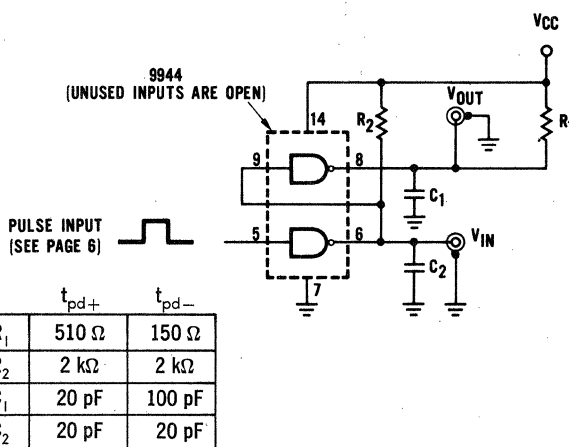 VCC
9944
(UNUSED INPUTS ARE OPEN)
VOUT
14
R2
R
9
8
C1
PULSE INPUT
(SEE PAGE 6)
5
6
VIN
C2
7
tpd+ tpd−
R1 510 Ω 150 Ω
R2 2 kΩ 2 kΩ
C1 20 pF 100 pF
C2 20 pF 20 pF